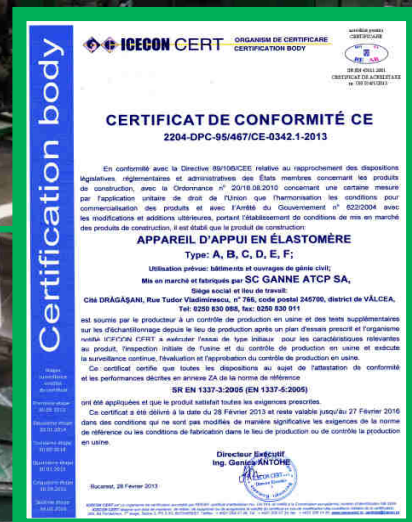 ICECON CERT
ORGANISM DE CERTIFICARE
CERTIFICATION BODY
Certification body
CERTIFICAT DE CONFORMITÉ CE
2204-DPC-95/467/CE-0342.1-2013
En conformité avec la Directive 89/106/CEE relative au rapprochement des dispositions
législatives, réglementaires et administratives des États membres concernant les produits
de construction, avec la Ordonnance n° 20/18.08.2010 concernant une certaine mesure
par l'application unitaire de droit de l'Union que l'harmonisation les conditions pour
commercialisation des produits et avec l'Arrêté du Gouvernement n° 622/2004 avec
les modifications et additions ultérieures, portant l'établissement de conditions de mis en marché
des produits de construction, il est établi que le produit de construction:
APPAREIL D'APPUI EN ÉLASTOMÈRE
Type: A, B, C, D, E, F;
Utilisation prévue: bâtiments et ouvrages de génie civil;
Mis en marché et fabriqués par SC GANNE ATCP SA,
Siège social et lieu de travail:
Cité DRĂGĂŞANI, Rue Tudor Vladimirescu, n° 766, code postal 245700, district de VÂLCEA,
Tel: 0250 830 088, fax: 0250 830 011
est soumis par le producteur à un contrôle de production en usine et des tests supplémentaires
sur les d'échantillonnage depuis le lieu de production après un plan d'essais prescrit et l'organisme
notifié ICECON CERT a exécuter l'essai de type initiaux pour les caractéristiques relevantes
au produit, l'inspection initiale de l'usine et du contrôle de production en usine et exécute
la surveillance continue, l'évaluation et l'approbation du contrôle de production en usine.
Ce certificat certifie que toutes les dispositions au sujet de l'attestation de conformité
et les performances décrites en annexe ZA de la norme de référence
SR EN 1337-3:2005 (EN 1337-5:2005)
ont été appliquées et que le produit satisfait toutes les exigences prescrites.
Ce certificat a été délivré à la date du 28 Février 2013 et reste valable jusqu'âu 27 Février 2016
dans des conditions qui ne sont pas modifiés de manière significative les exigences de la norme
de référence ou les conditions de fabrication dans le lieu de production ou de contrôle la production
en usine.
Directeur Exécutif
Ing. Genica ANTOHE
Bucarest, 28 Février 2013